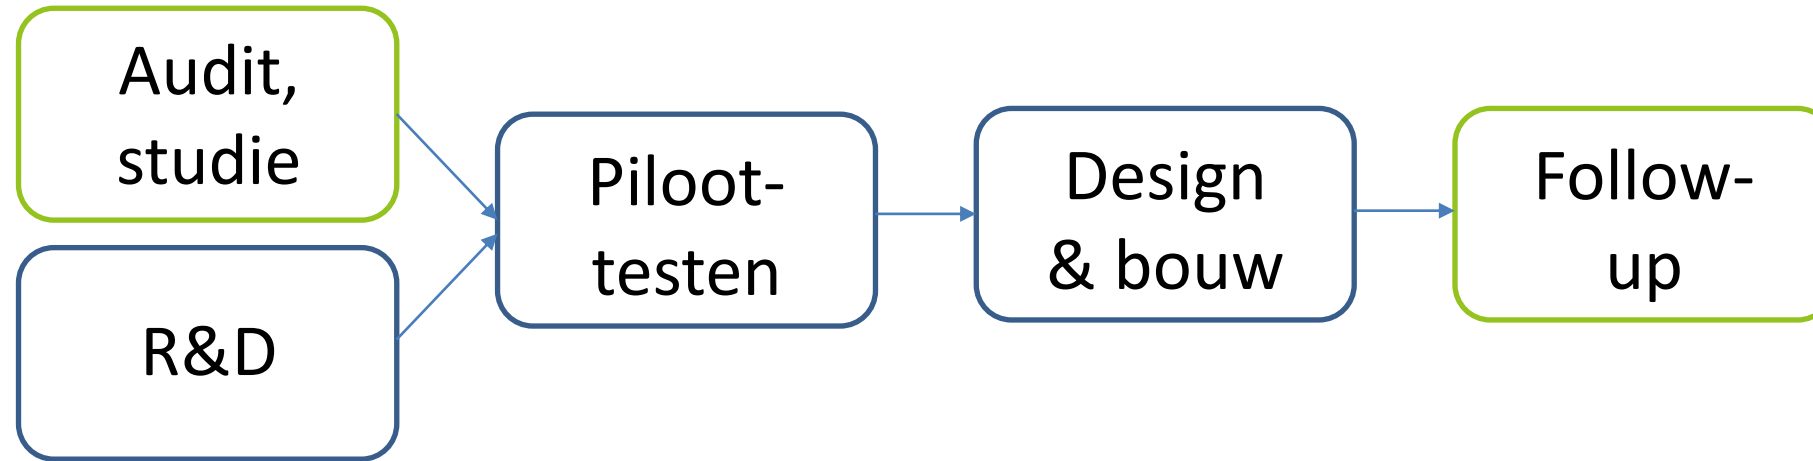 Audit,
studie
R&D
Piloot-
testen
Design
& bouw
Follow-
up